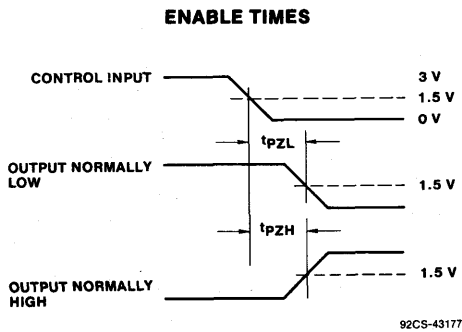 ENABLE TIMES
CONTROL INPUT
3 V
1.5 V
0 V
tPZL
OUTPUT NORMALLY
LOW
1.5 V
tPZH
OUTPUT NORMALLY
HIGH
1.5 V
92CS-43177